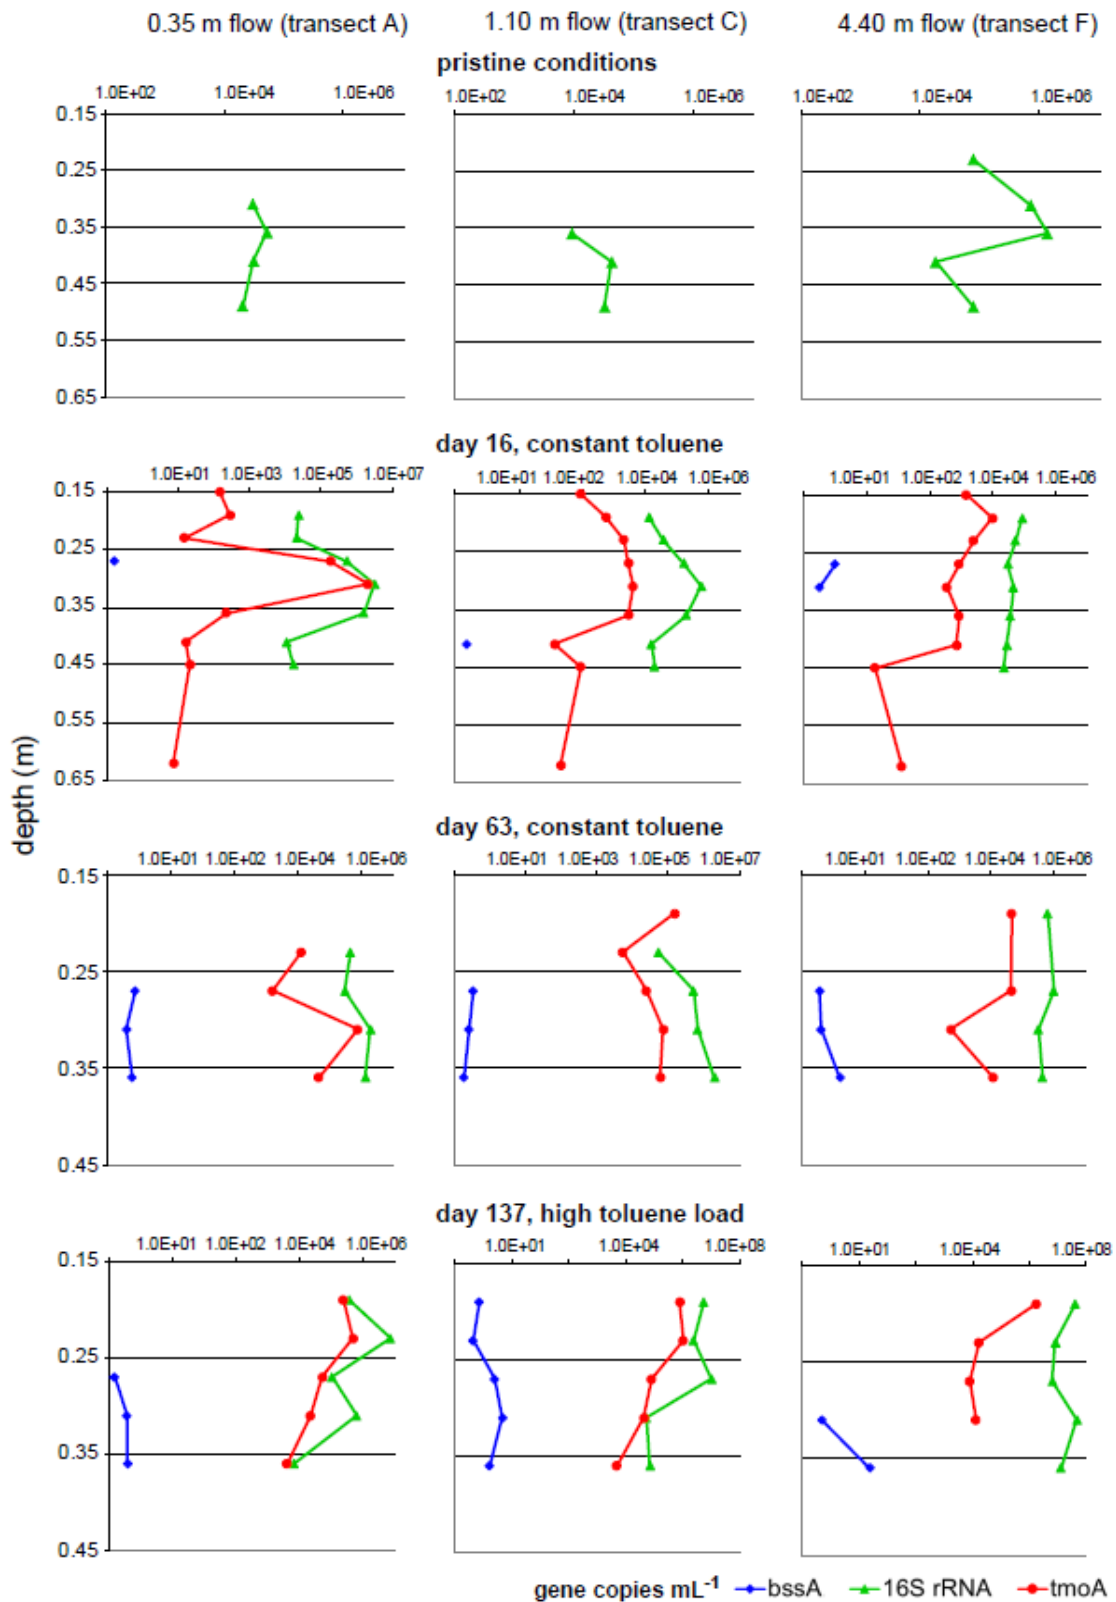 0.35 m flow (transect A) 1.10 m flow (transect C) 4.40 m flow (transect F)
pristine conditions
1.0E+02 1.0E+04 1.0E+06 1.0E+02 1.0E+04 1.0E+06 1.0E+02 1.0E+04 1.0E+06
0.15
0.25
0.35
0.45
0.55
0.65
day 16, constant toluene
1.0E+01 1.0E+03 1.0E+05 1.0E+07 1.0E+01 1.0E+02 1.0E+04 1.0E+06 1.0E+01 1.0E+02 1.0E+04 1.0E+06
0.15
0.25
0.35
0.45
0.55
0.65
depth (m)
day 63, constant toluene
1.0E+01 1.0E+02 1.0E+04 1.0E+06 1.0E+01 1.0E+03 1.0E+05 1.0E+07 1.0E+01 1.0E+02 1.0E+04 1.0E+06
0.15
0.25
0.35
0.45
day 137, high toluene load
1.0E+01 1.0E+02 1.0E+04 1.0E+06 1.0E+01 1.0E+04 1.0E+08 1.0E+01 1.0E+04 1.0E+08
0.15
0.25
0.35
0.45
gene copies mL⁻¹ bssA 16S rRNA tmoA